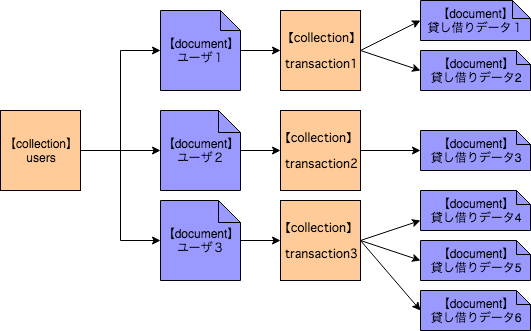 【collection】
users
【document】
ユーザ１
【collection】
transaction1
【document】
貸し借りデータ１
【document】
貸し借りデータ2
【document】
ユーザ２
【collection】
transaction2
【document】
貸し借りデータ3
【document】
ユーザ３
【collection】
transaction3
【document】
貸し借りデータ4
【document】
貸し借りデータ5
【document】
貸し借りデータ6